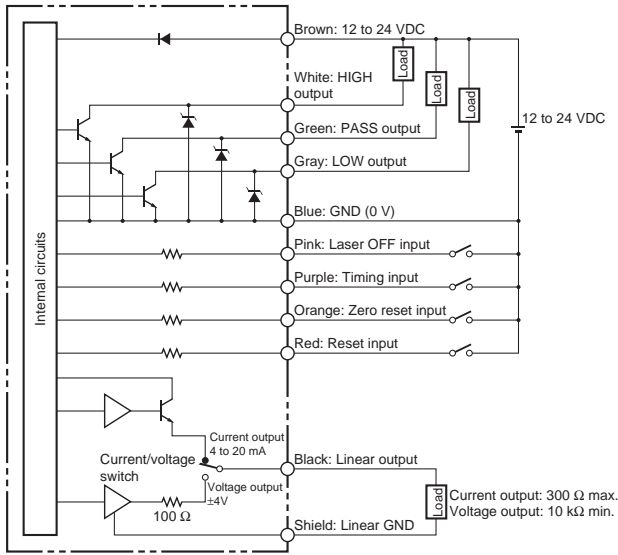 Brown: 12 to 24 VDC
Load
White: HIGH
output
Load
Load
12 to 24 VDC
Green: PASS output
Gray: LOW output
Blue: GND (0 V)
Internal circuits
Pink: Laser OFF input
Purple: Timing input
Orange: Zero reset input
Red: Reset input
Current output
4 to 20 mA
Current/voltage
switch
Black: Linear output
Voltage output
±4V
100 Ω
Load
Current output: 300 Ω max.
Voltage output: 10 kΩ min.
Shield: Linear GND